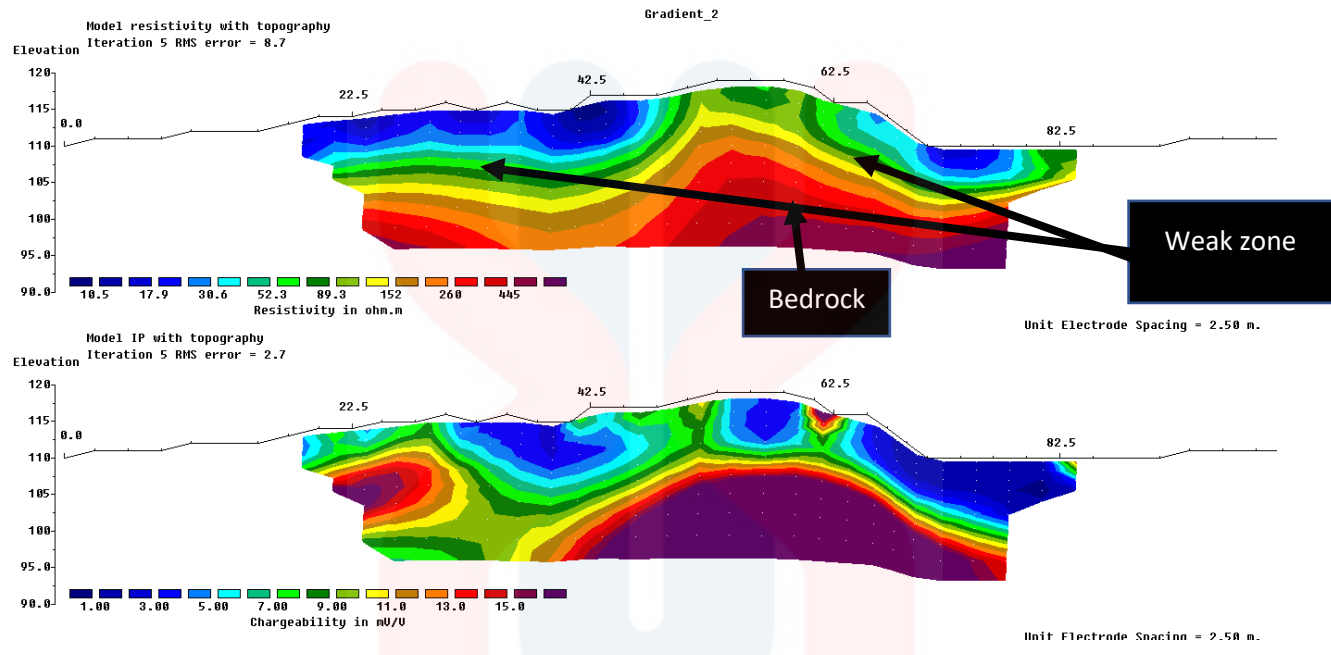 Gradient_2
Model resistivity with topography
Iteration 5 RMS error = 8.7
Elevation
120
115
110
105
100
95.0
90.0
0.0
22.5
42.5
62.5
82.5
Weak zone
Bedrock
10.5 17.9 30.6 52.3 89.3 152 260 445
Resistivity in ohm.m
Unit Electrode Spacing = 2.50 m.
Model IP with topography
Iteration 5 RMS error = 2.7
Elevation
120
115
110
105
100
95.0
90.0
0.0
22.5
42.5
62.5
82.5
1.00 3.00 5.00 7.00 9.00 11.0 13.0 15.0
Chargeability in mV/V
Unit Electrode Spacing = 2.50 m.